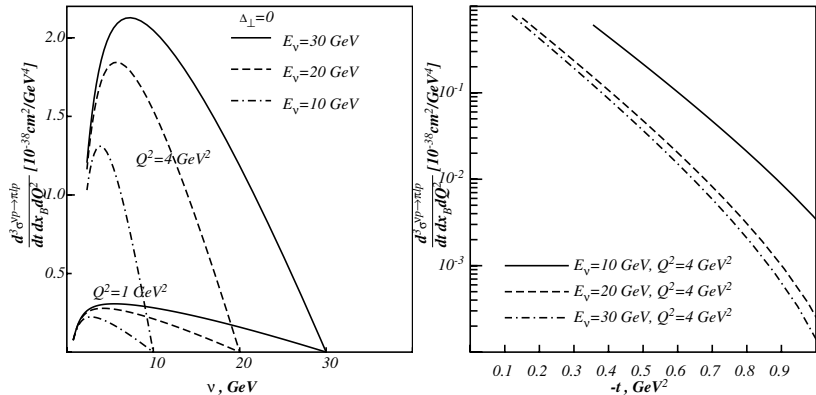 Δ⊥=0
E_ν=30 GeV
E_ν=20 GeV
E_ν=10 GeV
Q²=4 GeV²
Q²=1 GeV²
2.0
1.5
1.0
0.5
10 20 30
ν , GeV
d³σ^{νp→πlp} / dt dx_B dQ² [10⁻³⁸cm²/GeV⁴]
10⁻¹
10⁻²
10⁻³
E_ν=10 GeV, Q²=4 GeV²
E_ν=20 GeV, Q²=4 GeV²
E_ν=30 GeV, Q²=4 GeV²
0.1 0.2 0.3 0.4 0.5 0.6 0.7 0.8 0.9
-t, GeV²
d³σ^{νp→πlp} / dt dx_B dQ² [10⁻³⁸cm²/GeV⁴]